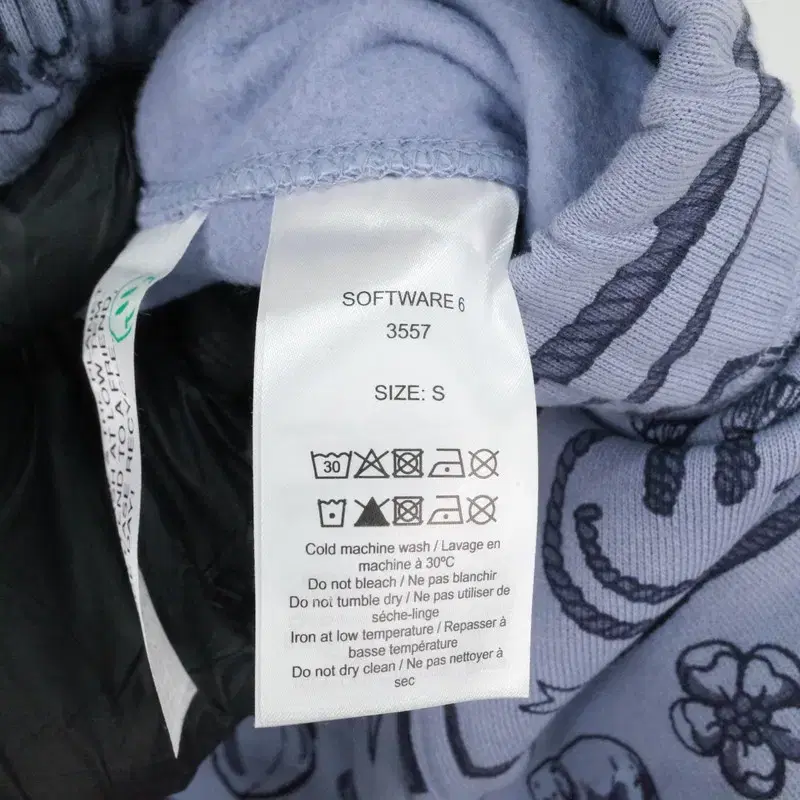 SOFTWARE 6
3557
SIZE: S
30
Cold machine wash / Lavage en
machine à 30ºC
Do not bleach / Ne pas blanchir
Do not tumble dry / Ne pas utiliser de
séche-linge
Iron at low temperature / Repasser à
basse température
Do not dry clean / Ne pas nettoyer à
sec
TO A